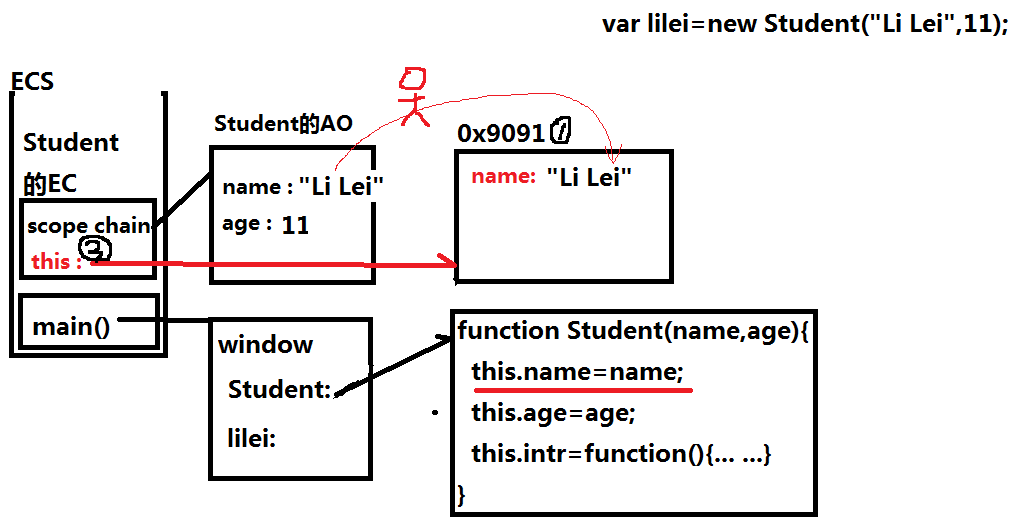 var lilei=new Student("Li Lei",11);
ECS
Student
的EC
scope chain
this : ③
main()
Student的AO
name : "Li Lei"
age : 11
0x9091 ①
name: "Li Lei"
window
Student:
lilei:
function Student(name,age){
this.name=name;
this.age=age;
this.intr=function(){... ...}
}